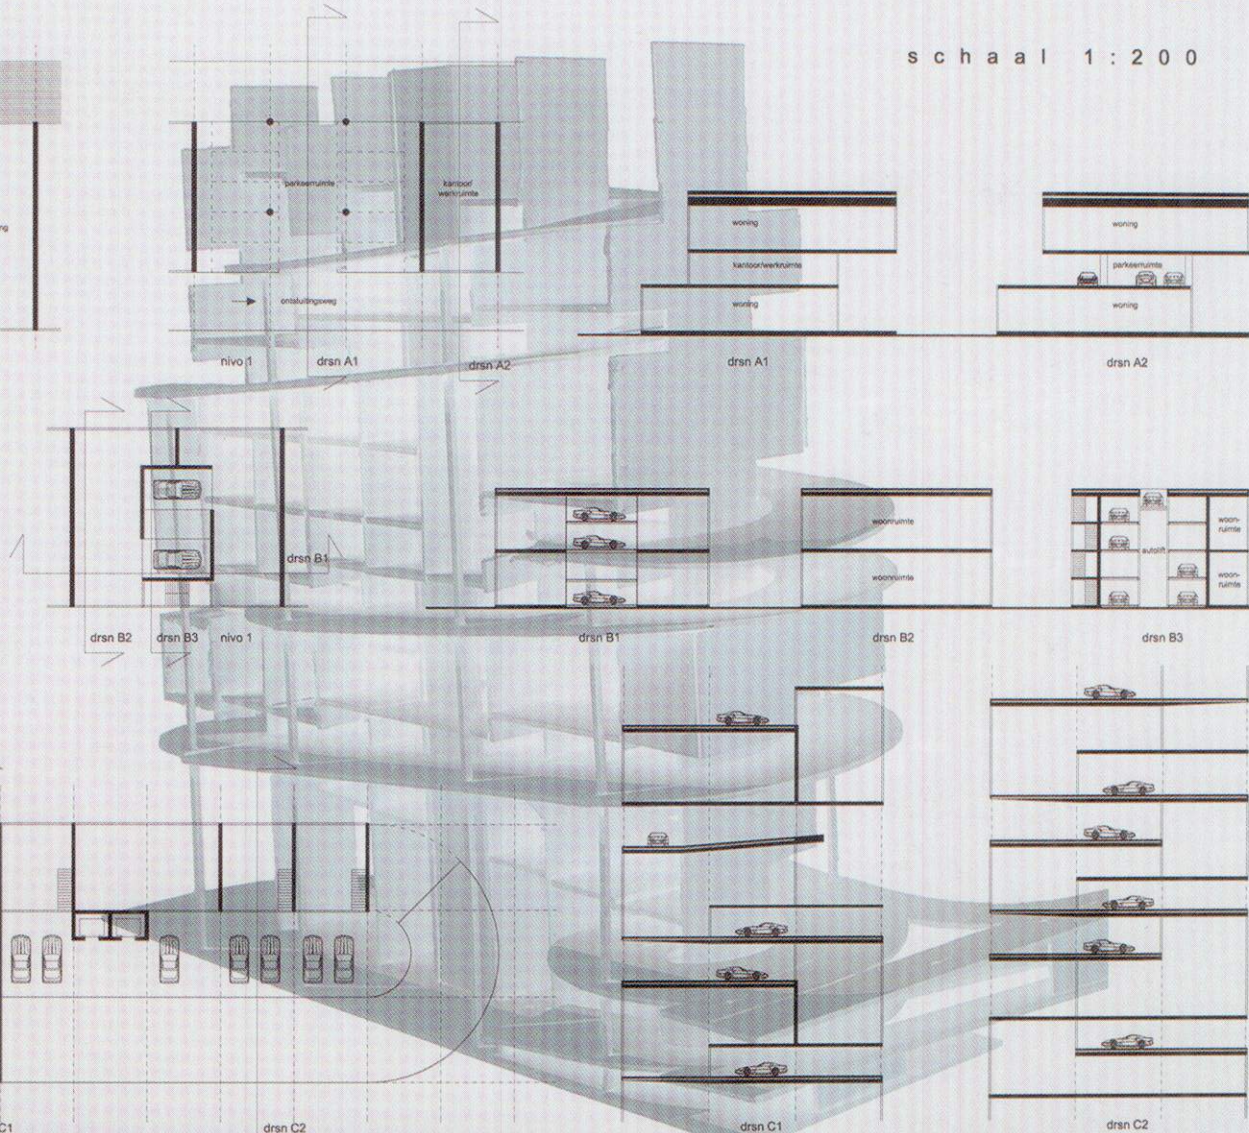 schaal 1:200
ng
parkeerruimte
kantoor/
werkruimte
ontsluitingsweg
nivo 1
drsn A1
drsn A2
woning
kantoor/werkruimte
woning
drsn A1
woning
parkeerruimte
woning
drsn A2
drsn B1
drsn B2
drsn B3
nivo 1
drsn B1
woonruimte
woonruimte
drsn B2
autolift
woon-
ruimte
woon-
ruimte
drsn B3
C1
drsn C2
drsn C1
drsn C2